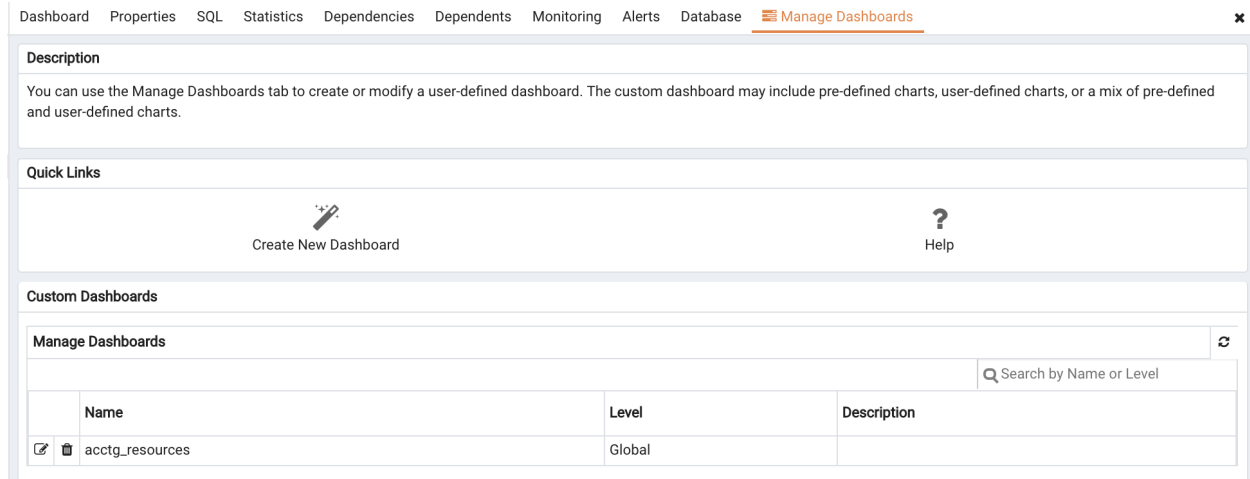 Dashboard Properties SQL Statistics Dependencies Dependents Monitoring Alerts Database Manage Dashboards
Description
You can use the Manage Dashboards tab to create or modify a user-defined dashboard. The custom dashboard may include pre-defined charts, user-defined charts, or a mix of pre-defined
and user-defined charts.
Quick Links
Create New Dashboard Help
Custom Dashboards
Manage Dashboards
Search by Name or Level
Name Level Description
acctg_resources Global